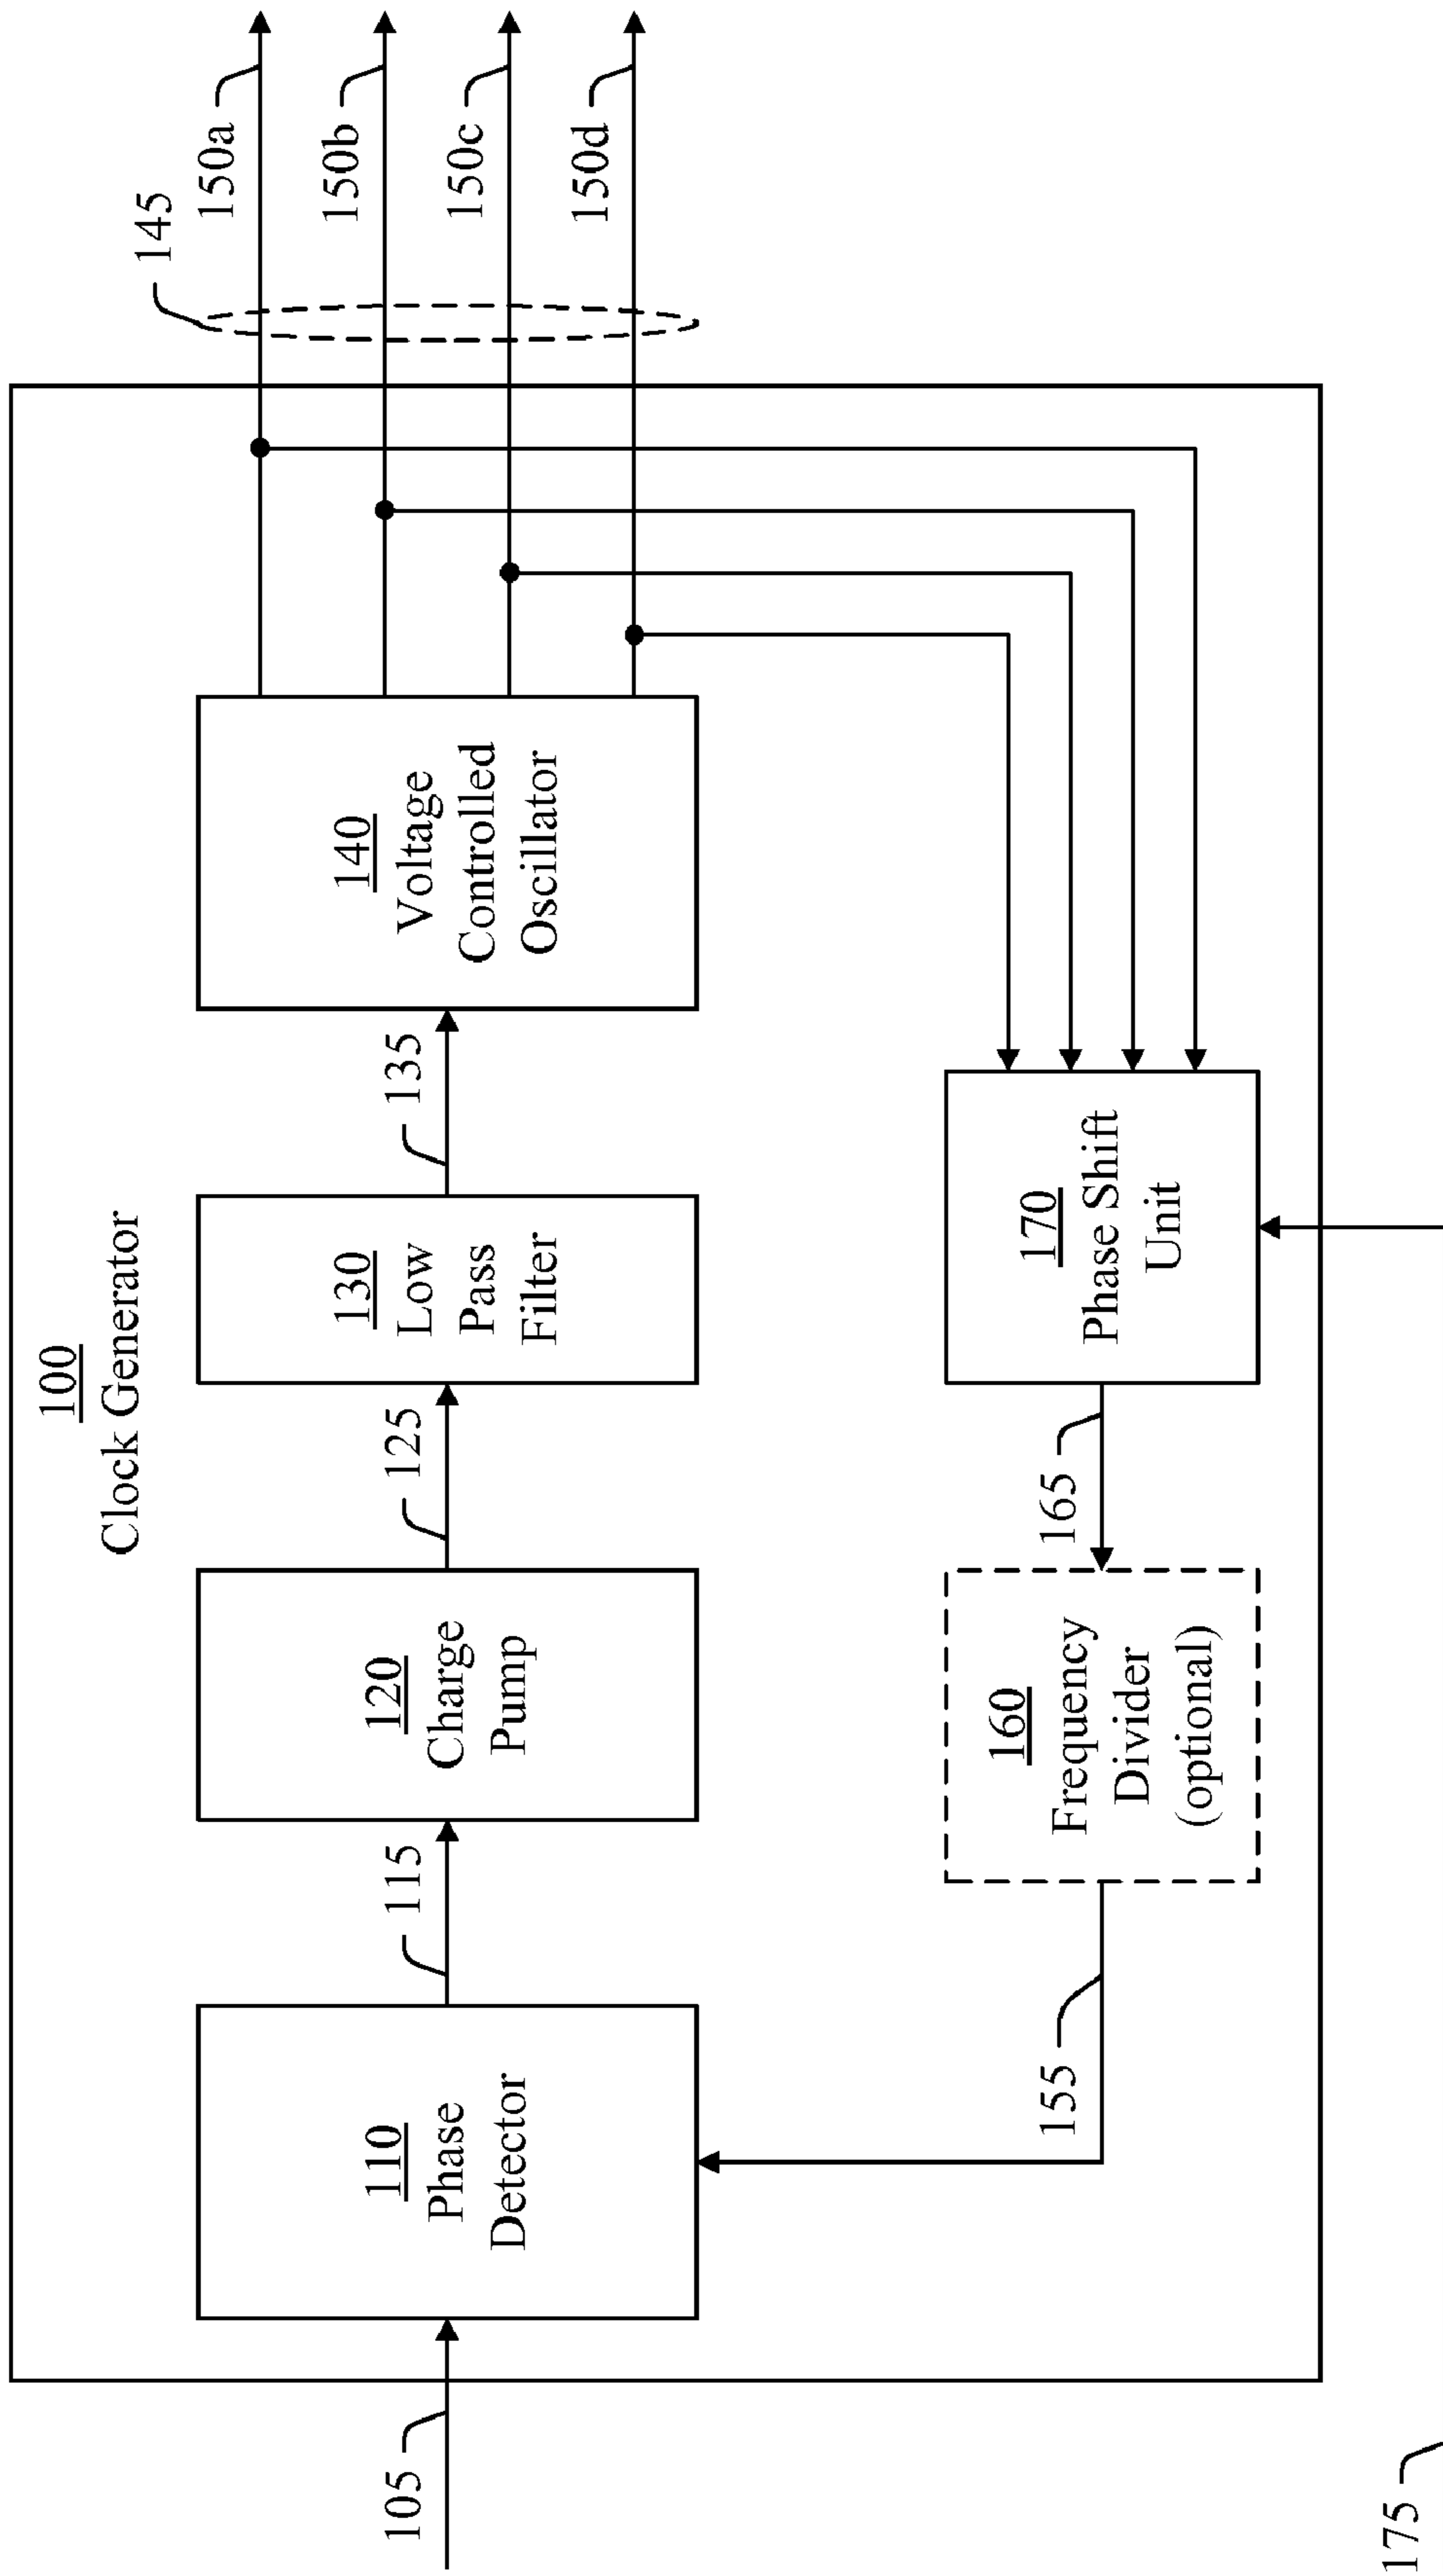 100
Clock Generator
145
150a
150b
150c
150d
105
110
Phase
Detector
115
120
Charge
Pump
125
130
Low
Pass
Filter
135
140
Voltage
Controlled
Oscillator
155
160
Frequency
Divider
(optional)
165
170
Phase Shift
Unit
175